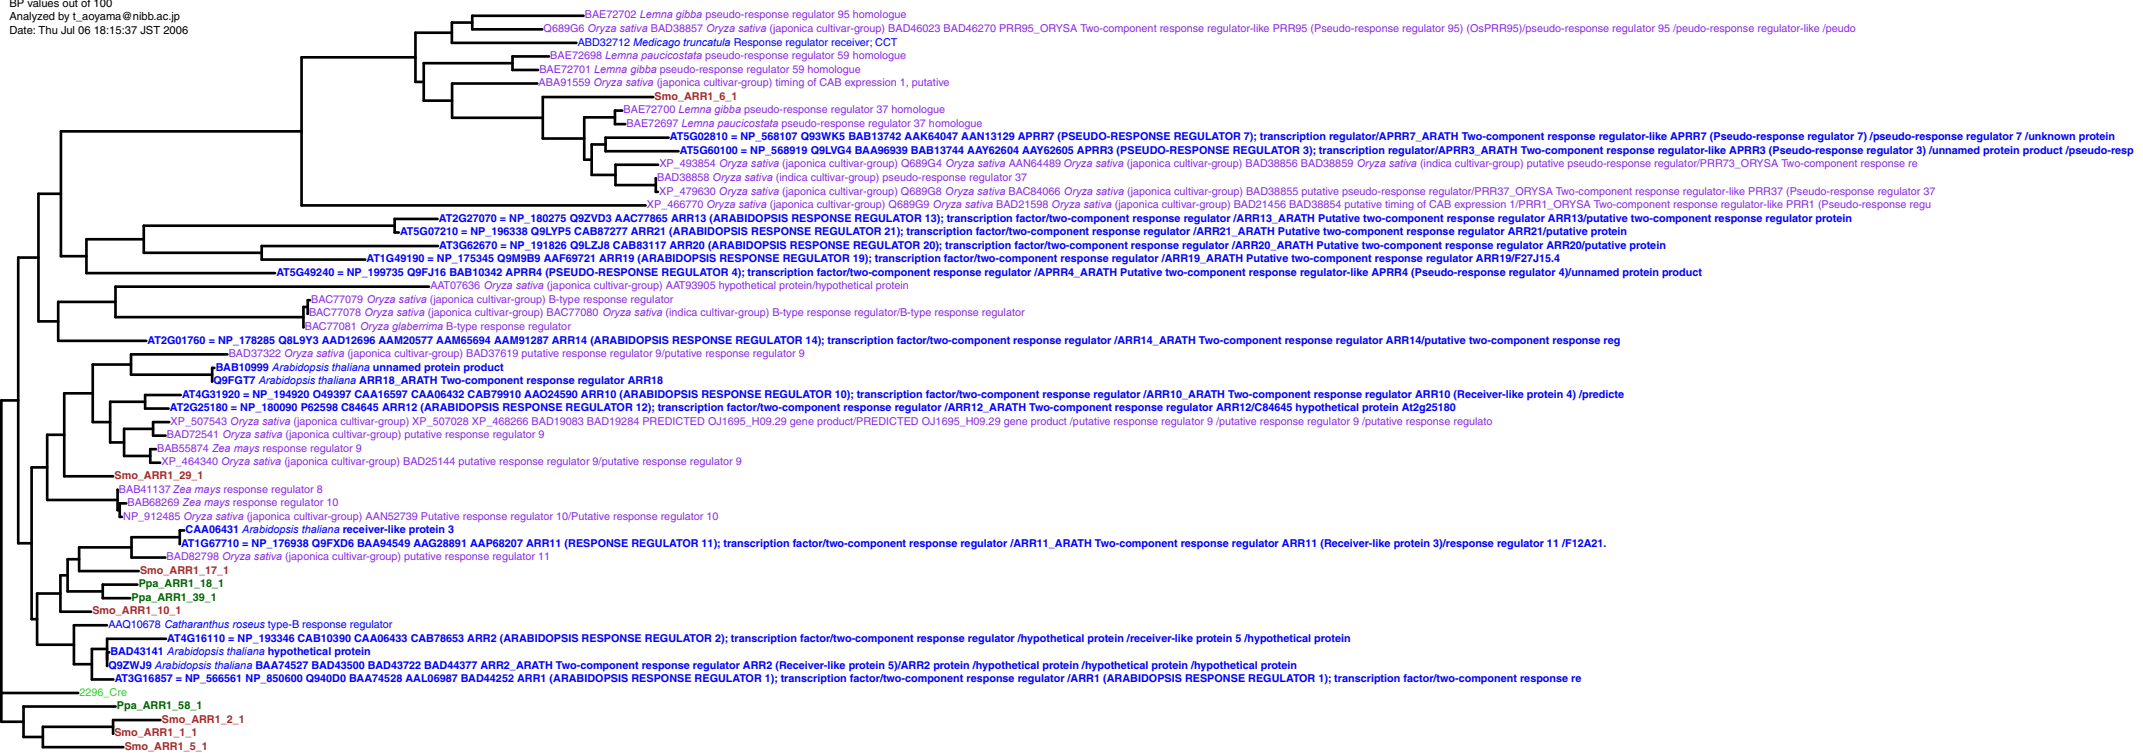 BP values out of 100
Analyzed by t_aoyama@nibb.ac.jp
Date: Thu Jul 06 18:15:37 JST 2006
BAE72702 Lemna gibba pseudo-response regulator 95 homologue
Q689G6 Oryza sativa (japonica cultivar-group) BAD38857 BAD46023 BAD46270 PRR95_ORYSA Two-component response regulator-like PRR95 (Pseudo-response regulator 95) (OsPRR95)/pseudo-response regulator 95 /peudo-response regulator-like /peudo
ABD32712 Medicago truncatula Response regulator receiver; CCT
BAE72698 Lemna paucicostata pseudo-response regulator 59 homologue
BAE72701 Lemna gibba pseudo-response regulator 59 homologue
ABA91559 Oryza sativa (japonica cultivar-group) timing of CAB expression 1, putative
Smo_ARR1_6_1
BAE72700 Lemna gibba pseudo-response regulator 37 homologue
BAE72697 Lemna paucicostata pseudo-response regulator 37 homologue
AT5G02810 = NP_568107 Q93WK5 BAB13742 AAK64047 AAN13129 APRR7 (PSEUDO-RESPONSE REGULATOR 7); transcription regulator/APRR7_ARATH Two-component response regulator-like APRR7 (Pseudo-response regulator 7) /pseudo-response regulator 7 /unknown protein
AT5G60100 = NP_568919 Q9LVG4 BAA96939 BAB13744 AAY62604 AAY62605 APRR3 (PSEUDO-RESPONSE REGULATOR 3); transcription regulator/APRR3_ARATH Two-component response regulator-like APRR3 (Pseudo-response regulator 3) /unnamed protein product /pseudo-resp
XP_493854 Oryza sativa (japonica cultivar-group) Q689G4 Oryza sativa AAN64489 Oryza sativa (japonica cultivar-group) BAD38856 BAD38859 Oryza sativa (indica cultivar-group) putative pseudo-response regulator/PRR73_ORYSA Two-component response re
BAD38858 Oryza sativa (indica cultivar-group) pseudo-response regulator 37
XP_479630 Oryza sativa (japonica cultivar-group) Q689G8 Oryza sativa BAC84066 Oryza sativa (japonica cultivar-group) BAD38855 putative pseudo-response regulator/PRR37_ORYSA Two-component response regulator-like PRR37 (Pseudo-response regulator 37
XP_466770 Oryza sativa (japonica cultivar-group) Q689G9 Oryza sativa BAD21598 Oryza sativa (japonica cultivar-group) BAD21456 BAD38854 putative timing of CAB expression 1/PRR1_ORYSA Two-component response regulator-like PRR1 (Pseudo-response regu
AT2G27070 = NP_180275 Q9ZVD3 AAC77865 ARR13 (ARABIDOPSIS RESPONSE REGULATOR 13); transcription factor/two-component response regulator /ARR13_ARATH Putative two-component response regulator ARR13/putative two-component response regulator protein
AT5G07210 = NP_196338 Q9LYP5 CAB87277 ARR21 (ARABIDOPSIS RESPONSE REGULATOR 21); transcription factor/two-component response regulator /ARR21_ARATH Putative two-component response regulator ARR21/putative protein
AT3G62670 = NP_191826 Q9LZJ8 CAB83117 ARR20 (ARABIDOPSIS RESPONSE REGULATOR 20); transcription factor/two-component response regulator /ARR20_ARATH Putative two-component response regulator ARR20/putative protein
AT1G49190 = NP_175345 Q9M9B9 AAF69721 ARR19 (ARABIDOPSIS RESPONSE REGULATOR 19); transcription factor/two-component response regulator /ARR19_ARATH Putative two-component response regulator ARR19/F27J15.4
AT5G49240 = NP_199735 Q9FJ16 BAB10342 APRR4 (PSEUDO-RESPONSE REGULATOR 4); transcription factor/two-component response regulator /APRR4_ARATH Putative two-component response regulator-like APRR4 (Pseudo-response regulator 4)/unnamed protein product
AAT07636 Oryza sativa (japonica cultivar-group) AAT93905 hypothetical protein/hypothetical protein
BAC77079 Oryza sativa (japonica cultivar-group) B-type response regulator
BAC77078 Oryza sativa (japonica cultivar-group) BAC77080 Oryza sativa (indica cultivar-group) B-type response regulator/B-type response regulator
BAC77081 Oryza glaberrima B-type response regulator
AT2G01760 = NP_178285 Q8L9Y3 AAD12696 AAM20577 AAM65694 AAM91287 ARR14 (ARABIDOPSIS RESPONSE REGULATOR 14); transcription factor/two-component response regulator /ARR14_ARATH Two-component response regulator ARR14/putative two-component response reg
BAD37322 Oryza sativa (japonica cultivar-group) BAD37619 putative response regulator 9/putative response regulator 9
BAB10999 Arabidopsis thaliana unnamed protein product
Q9FGT7 Arabidopsis thaliana ARR18_ARATH Two-component response regulator ARR18
AT4G31920 = NP_194920 O49397 CAA16597 CAA06432 CAB79910 AAO24590 ARR10 (ARABIDOPSIS RESPONSE REGULATOR 10); transcription factor/two-component response regulator /ARR10_ARATH Two-component response regulator ARR10 (Receiver-like protein 4) /predicte
AT2G25180 = NP_180090 P62598 C84645 ARR12 (ARABIDOPSIS RESPONSE REGULATOR 12); transcription factor/two-component response regulator /ARR12_ARATH Two-component response regulator ARR12/C84645 hypothetical protein At2g25180
XP_507543 Oryza sativa (japonica cultivar-group) XP_507028 XP_468266 BAD19083 BAD19284 PREDICTED OJ1695_H09.29 gene product/PREDICTED OJ1695_H09.29 gene product /putative response regulator 9 /putative response regulator 9 /putative response regulato
BAD72541 Oryza sativa (japonica cultivar-group) putative response regulator 9
BAB55874 Zea mays response regulator 9
XP_464340 Oryza sativa (japonica cultivar-group) BAD25144 putative response regulator 9/putative response regulator 9
Smo_ARR1_29_1
BAB41137 Zea mays response regulator 8
BAB68269 Zea mays response regulator 10
NP_912485 Oryza sativa (japonica cultivar-group) AAN52739 Putative response regulator 10/Putative response regulator 10
CAA06431 Arabidopsis thaliana receiver-like protein 3
AT1G67710 = NP_176938 Q9FXD6 BAA94549 AAG28891 AAP68207 ARR11 (RESPONSE REGULATOR 11); transcription factor/two-component response regulator /ARR11_ARATH Two-component response regulator ARR11 (Receiver-like protein 3)/response regulator 11 /F12A21.
BAD82798 Oryza sativa (japonica cultivar-group) putative response regulator 11
Smo_ARR1_17_1
Ppa_ARR1_18_1
Ppa_ARR1_39_1
Smo_ARR1_10_1
AAQ10678 Catharanthus roseus type-B response regulator
AT4G16110 = NP_193346 CAB10390 CAA06433 CAB78653 ARR2 (ARABIDOPSIS RESPONSE REGULATOR 2); transcription factor/two-component response regulator /hypothetical protein /receiver-like protein 5 /hypothetical protein
BAD43141 Arabidopsis thaliana hypothetical protein
Q9ZWJ9 Arabidopsis thaliana BAA74527 BAD43500 BAD43722 BAD44377 ARR2_ARATH Two-component response regulator ARR2 (Receiver-like protein 5)/ARR2 protein /hypothetical protein /hypothetical protein /hypothetical protein
AT3G16857 = NP_566561 NP_850600 Q940D0 BAA74528 AAL06987 BAD44252 ARR1 (ARABIDOPSIS RESPONSE REGULATOR 1); transcription factor/two-component response regulator /ARR1 (ARABIDOPSIS RESPONSE REGULATOR 1); transcription factor/two-component response re
2296_Cre
Ppa_ARR1_58_1
Smo_ARR1_2_1
Smo_ARR1_1_1
Smo_ARR1_5_1